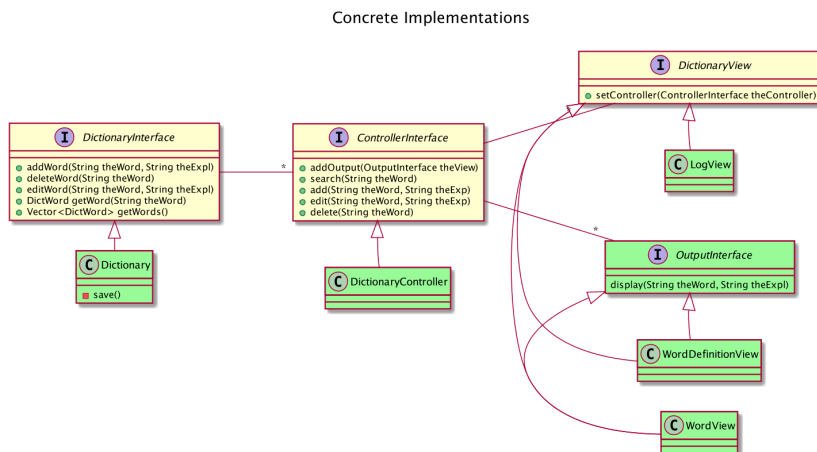 Concrete Implementations
I DictionaryView
setController(ControllerInterface theController)
*
I DictionaryInterface
addWord(String theWord, String theExpl)
deleteWord(String theWord)
editWord(String theWord, String theExpl)
DictWord getWord(String theWord)
Vector<DictWord> getWords()
*
I ControllerInterface
addOutput(OutputInterface theView)
search(String theWord)
add(String theWord, String theExp)
edit(String theWord, String theExp)
delete(String theWord)
C LogView
*
C Dictionary
save()
C DictionaryController
I OutputInterface
display(String theWord, String theExpl)
C WordDefinitionView
C WordView